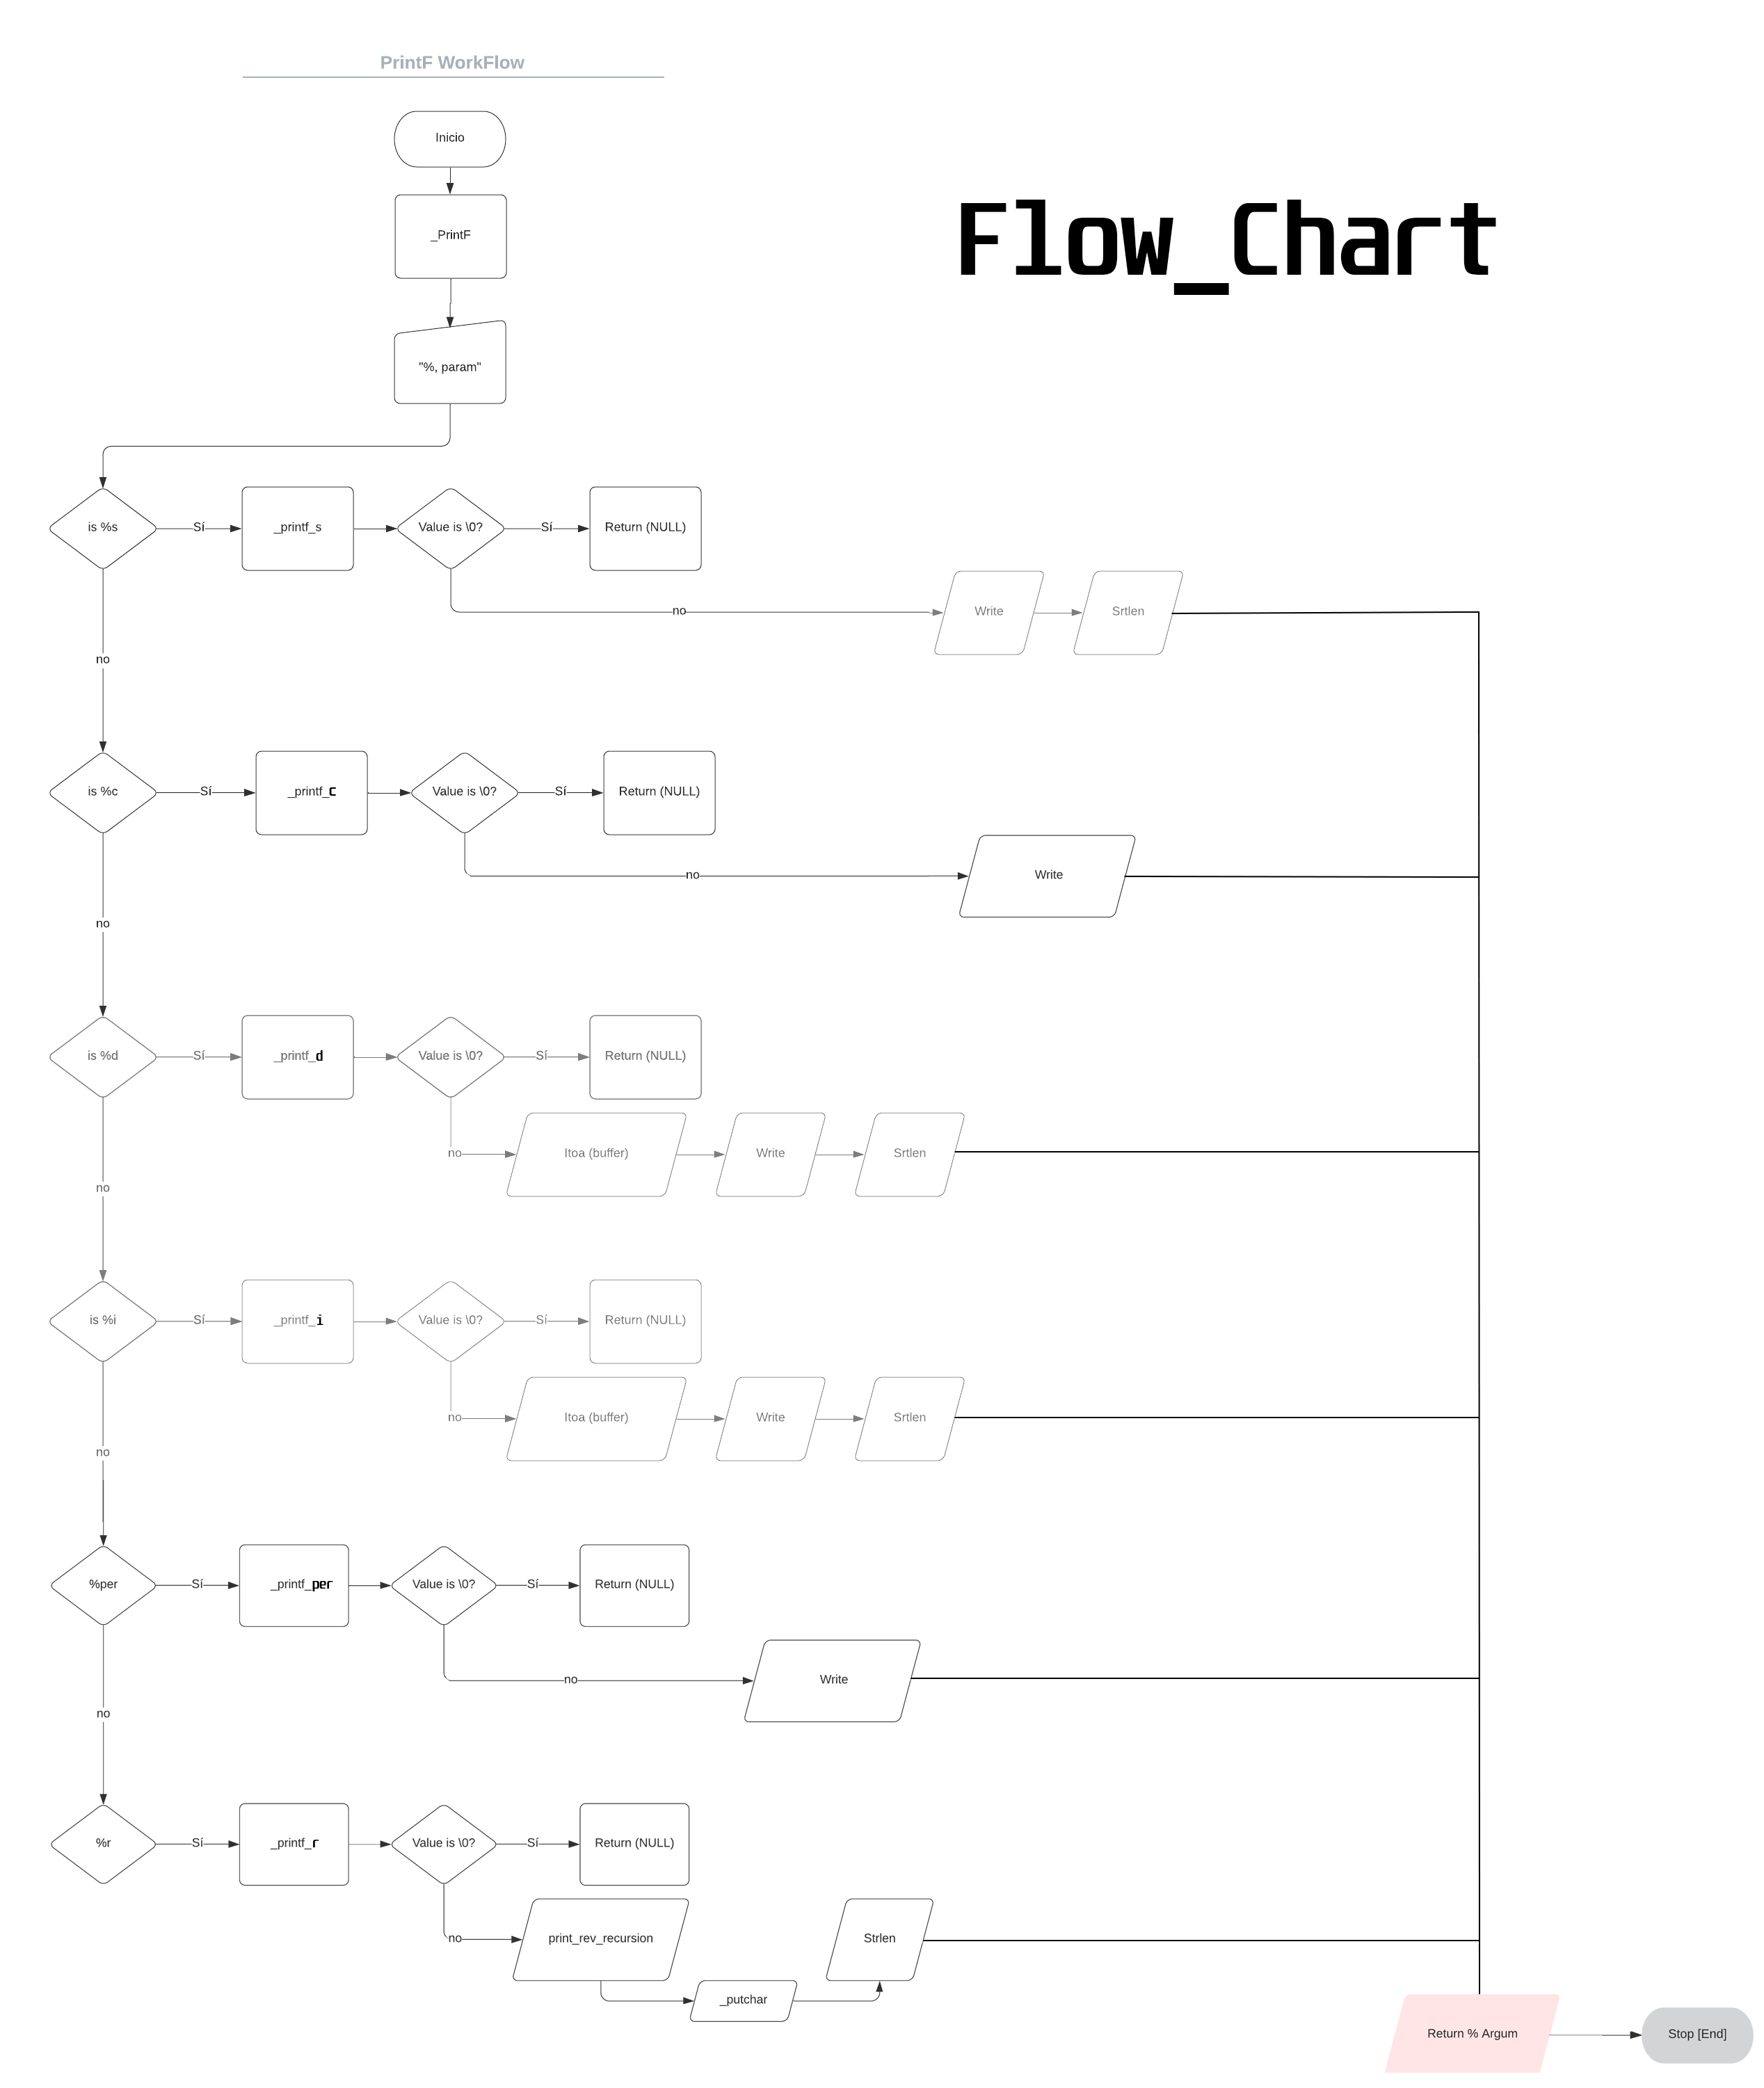 PrintF WorkFlow
Inicio
_PrintF
Flow_Chart
"%, param"
is %s
Sí
_printf_s
Value is \0?
Sí
Return (NULL)
no
Write
Srtlen
no
is %c
Sí
_printf_c
Value is \0?
Sí
Return (NULL)
no
Write
no
is %d
Sí
_printf_d
Value is \0?
Sí
Return (NULL)
no
Itoa (buffer)
Write
Srtlen
no
is %i
Sí
_printf_i
Value is \0?
Sí
Return (NULL)
no
Itoa (buffer)
Write
Srtlen
no
%per
Sí
_printf_per
Value is \0?
Sí
Return (NULL)
no
Write
no
%r
Sí
_printf_r
Value is \0?
Sí
Return (NULL)
no
print_rev_recursion
Strlen
_putchar
Return % Argum
Stop [End]